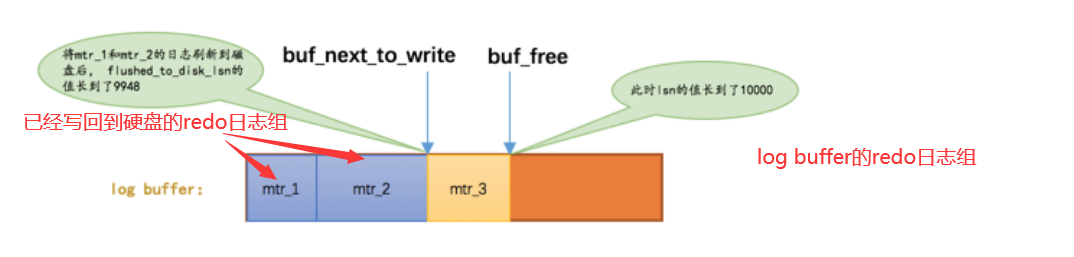 将mtr_1和mtr_2的日志刷新到磁
盘后， flushed_to_disk_lsn的
值长到了9948
buf_next_to_write
buf_free
此时lsn的值长到了10000
已经写回到硬盘的redo日志组
log buffer的redo日志组
log buffer:
mtr_1
mtr_2
mtr_3